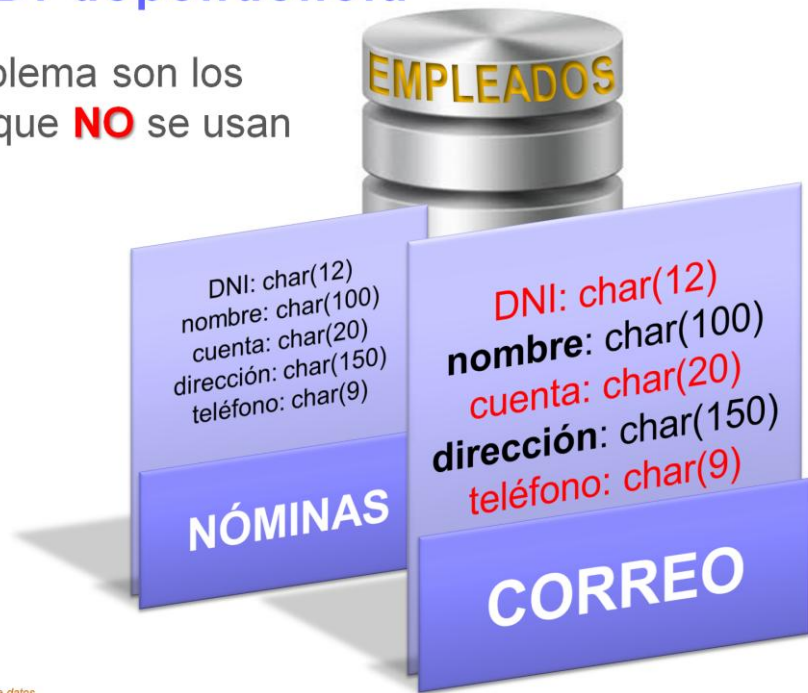 dependencia
son los
que NO se usan
EMPLEADOS
DNI: char(12)
nombre: char(100)
cuenta: char(20)
dirección: char(150)
teléfono: char(9)
NÓMINAS
DNI: char(12)
nombre: char(100)
cuenta: char(20)
dirección: char(150)
teléfono: char(9)
CORREO
datos